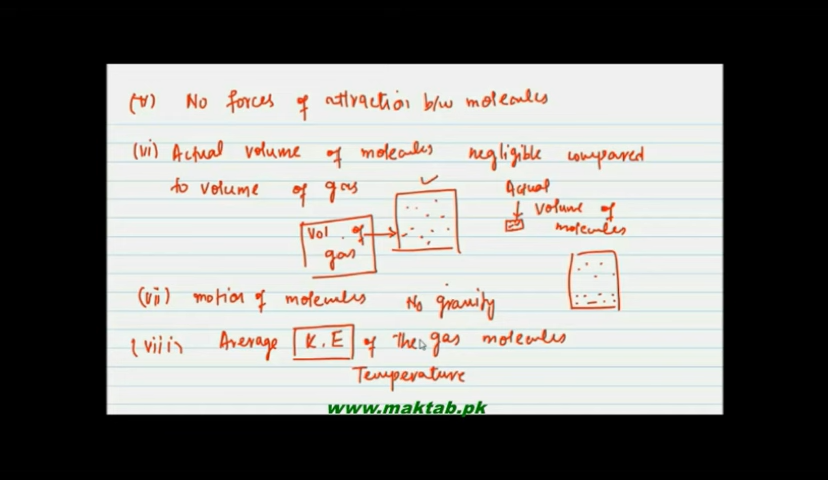 (v) No forces of attraction b/w molecules
(vi) Actual volume of molecules negligible compared
to volume of gas
Vol. of
gas
Actual
volume of
molecules
(vii) motion of molecules No gravity
(viii) Average K.E of the gas molecules
Temperature
www.maktab.pk